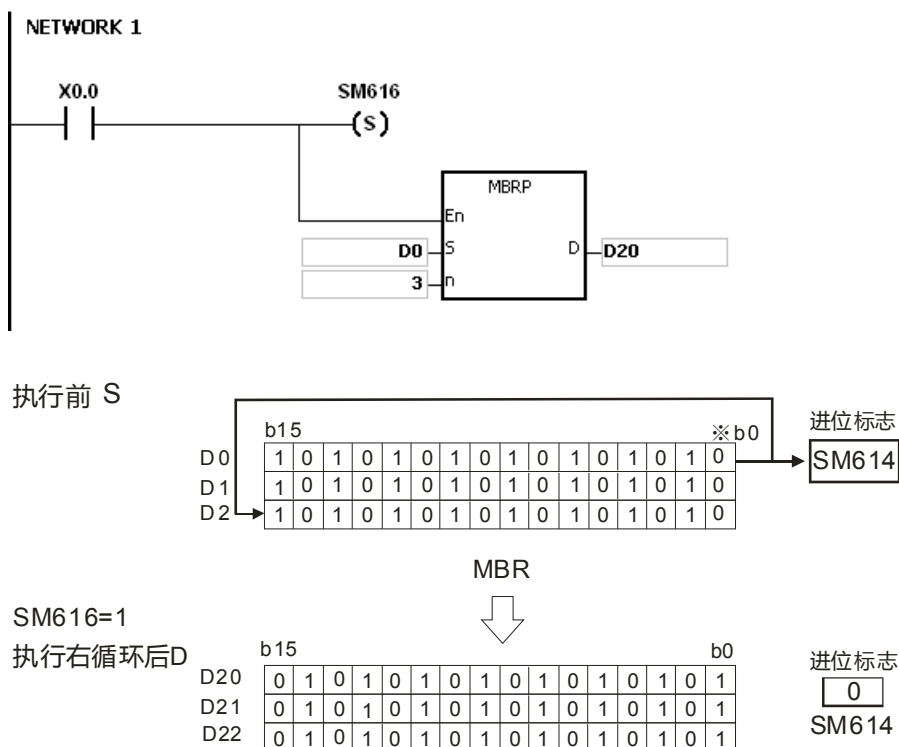 NETWORK 1
X0.0
SM616
(S)
MBRP
En
D0 S D D20
3 n
执行前 S
b15 ※b0
进位标志
D0 1 0 1 0 1 0 1 0 1 0 1 0 1 0 1 0 SM614
D1 1 0 1 0 1 0 1 0 1 0 1 0 1 0 1 0
D2 1 0 1 0 1 0 1 0 1 0 1 0 1 0 1 0
MBR
SM616=1
执行右循环后D
b15 b0
进位标志
D20 0 1 0 1 0 1 0 1 0 1 0 1 0 1 0 1
0
D21 0 1 0 1 0 1 0 1 0 1 0 1 0 1 0 1
SM614
D22 0 1 0 1 0 1 0 1 0 1 0 1 0 1 0 1